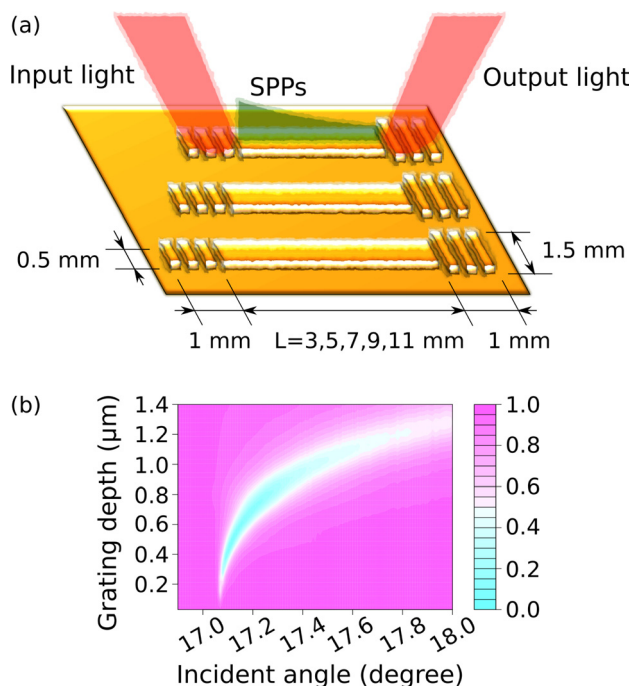 (a)
Input light
SPPs
Output light
0.5 mm
1.5 mm
1 mm
L=3,5,7,9,11 mm
1 mm
(b)
Grating depth (μm)
1.4
1.2
1.0
0.8
0.6
0.4
0.2
17.0
17.2
17.4
17.6
17.8
18.0
Incident angle (degree)
1.0
0.8
0.6
0.4
0.2
0.0